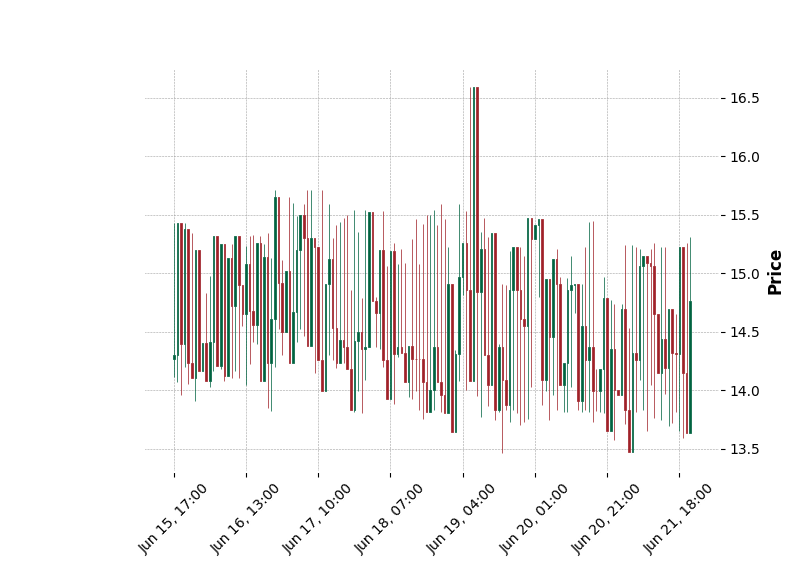 16.5
16.0
15.5
15.0
14.5
14.0
13.5
Price
Jun 15, 17:00
Jun 16, 13:00
Jun 17, 10:00
Jun 18, 07:00
Jun 19, 04:00
Jun 20, 01:00
Jun 20, 21:00
Jun 21, 18:00